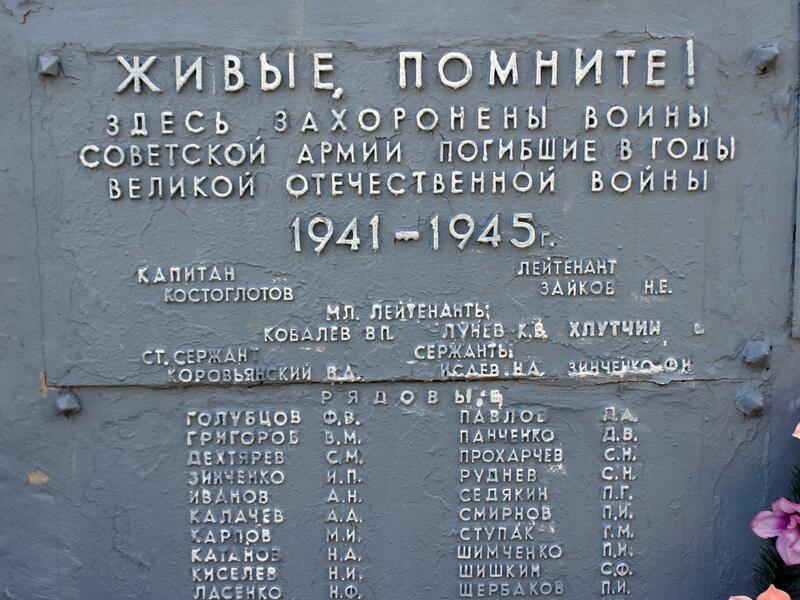 ЖИВЫЕ, ПОМНИТЕ!
ЗДЕСЬ ЗАХОРОНЕНЫ ВОИНЫ
СОВЕТСКОЙ АРМИИ ПОГИБШИЕ В ГОДЫ
ВЕЛИКОЙ ОТЕЧЕСТВЕННОЙ ВОЙНЫ
1941-1945г.
КАПИТАН ЛЕЙТЕНАНТ
КОСТОГЛОТОВ ЗАЙКОВ Н.Е.
МЛ. ЛЕЙТЕНАНТЫ:
КОВАЛЕВ В.П. ЛУНЕВ К.В. ХЛУТЧИН
СТ. СЕРЖАНТ СЕРЖАНТЫ
КОРОВЬЯНСКИЙ В.А. ИСАЕВ Н.А. ЗИНЧЕНКО Ф.Н
РЯДОВЫЕ
ГОЛУБЦОВ Ф.В. ПАВЛОВ Д.А.
ГРИГОРОВ В.М. ПАНЧЕНКО Д.В.
ДЕХТЯРЕВ С.М. ПРОХАРЧЕВ С.Н.
ЗИНЧЕНКО И.П. РУДНЕВ С.Н.
ИВАНОВ А.Н. СЕДЯКИН П.Г.
КАЛАЧЕВ А.А. СМИРНОВ П.И.
КАРПОВ М.И. СТУПАК Г.М.
КАТАНОВ Н.А. ШИМЧЕНКО П.Н.
КИСЕЛЕВ Н.И. ШИШКИН С.Ф.
ЛАСЕНКО Н.Ф. ЩЕРБАКОВ П.И.